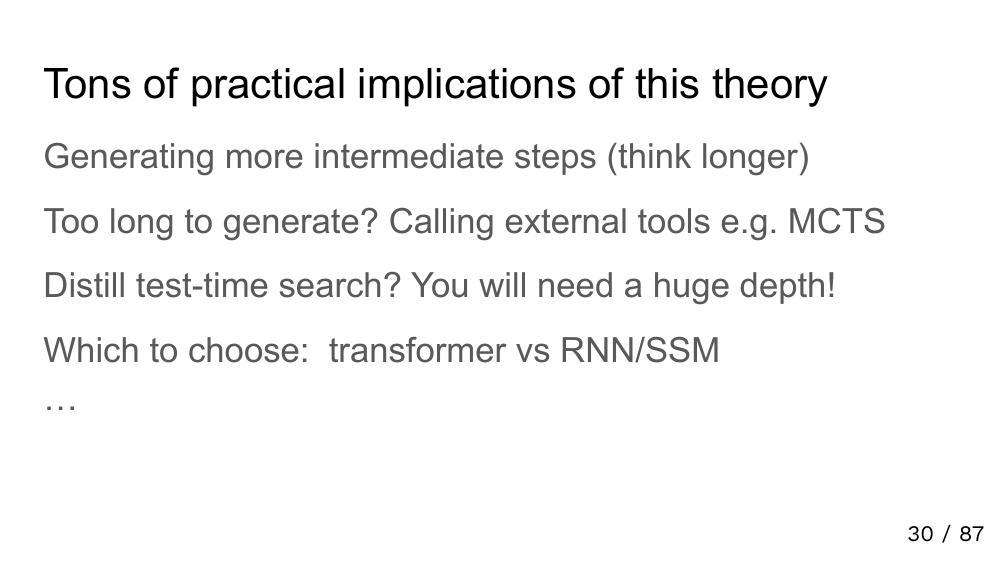 Tons of practical implications of this theory
Generating more intermediate steps (think longer)
Too long to generate? Calling external tools e.g. MCTS
Distill test-time search? You will need a huge depth!
Which to choose:  transformer vs RNN/SSM
…
30 / 87